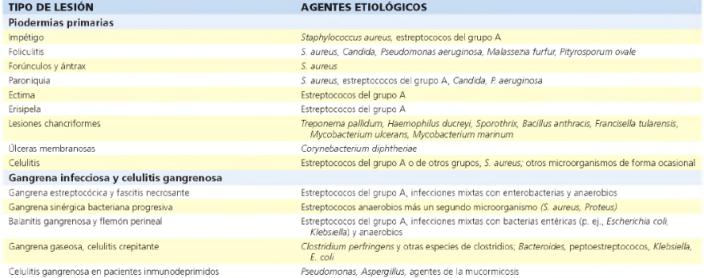 TIPO DE LESIÓN AGENTES ETIOLÓGICOS
Piodermias primarias
Impétigo Staphylococcus aureus, estreptococos del grupo A
Foliculitis S. aureus, Candida, Pseudomonas aeruginosa, Malassezia furfur, Pityrosporum ovale
Forúnculos y ántrax S. aureus
Paroniquia S. aureus, estreptococos del grupo A, Candida, P. aeruginosa
Ectima Estreptococos del grupo A
Erisipela Estreptococos del grupo A
Lesiones chancriformes Treponema pallidum, Haemophilus ducreyi, Sporothrix, Bacillus anthracis, Francisella tularensis,
Mycobacterium ulcerans, Mycobacterium marinum
Úlceras membranosas Corynebacterium diphtheriae
Celulitis Estreptococos del grupo A o de otros grupos, S. aureus; otros microorganismos de forma ocasional
Gangrena infecciosa y celulitis gangrenosa
Gangrena estreptocócica y fascitis necrosante Estreptococos del grupo A, infecciones mixtas con enterobacterias y anaerobios
Gangrena sinérgica bacteriana progresiva Estreptococos anaerobios más un segundo microorganismo (S. aureus, Proteus)
Balanitis gangrenosa y flemón perineal Estreptococos del grupo A, infecciones mixtas con bacterias entéricas (p. ej., Escherichia coli,
Klebsiella) y anaerobios
Gangrena gaseosa, celulitis crepitante Clostridium perfringens y otras especies de clostridios; Bacteroides, peptoestreptococos, Klebsiella,
E. coli
Celulitis gangrenosa en pacientes inmunodeprimidos Pseudomonas, Aspergillus, agentes de la mucormicosis